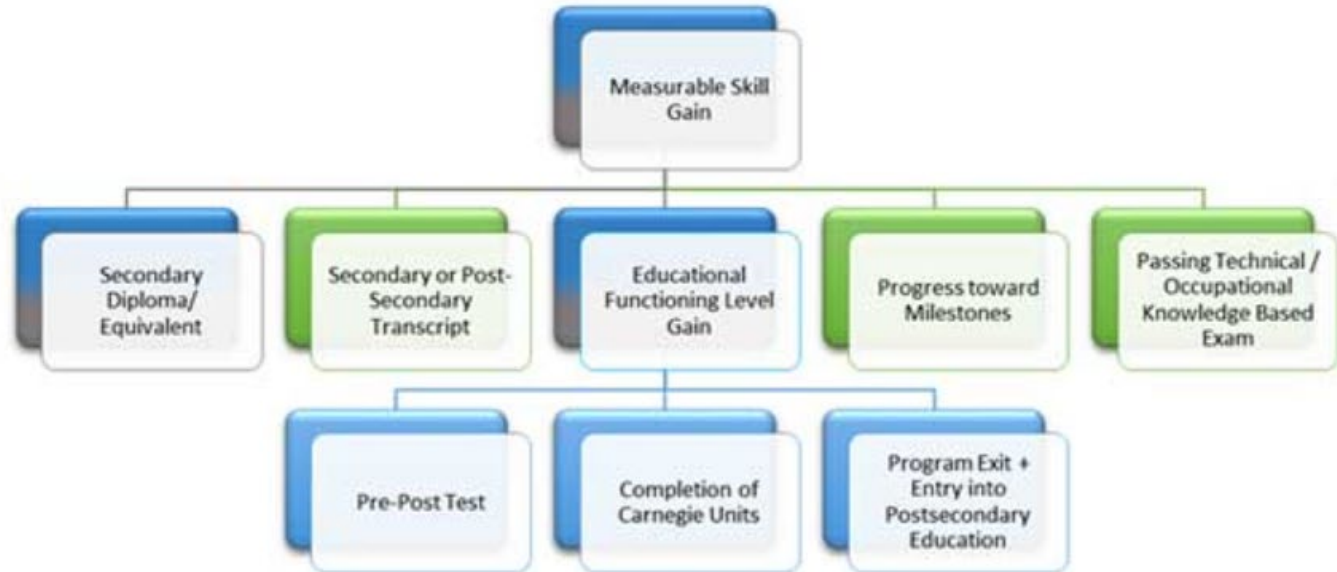 Measurable Skill
Gain
Secondary
Diploma/
Equivalent
Secondary or Post-
Secondary
Transcript
Educational
Functioning Level
Gain
Progress toward
Milestones
Passing Technical /
Occupational
Knowledge Based
Exam
Pre-Post Test
Completion of
Carnegie Units
Program Exit +
Entry into
Postsecondary
Education